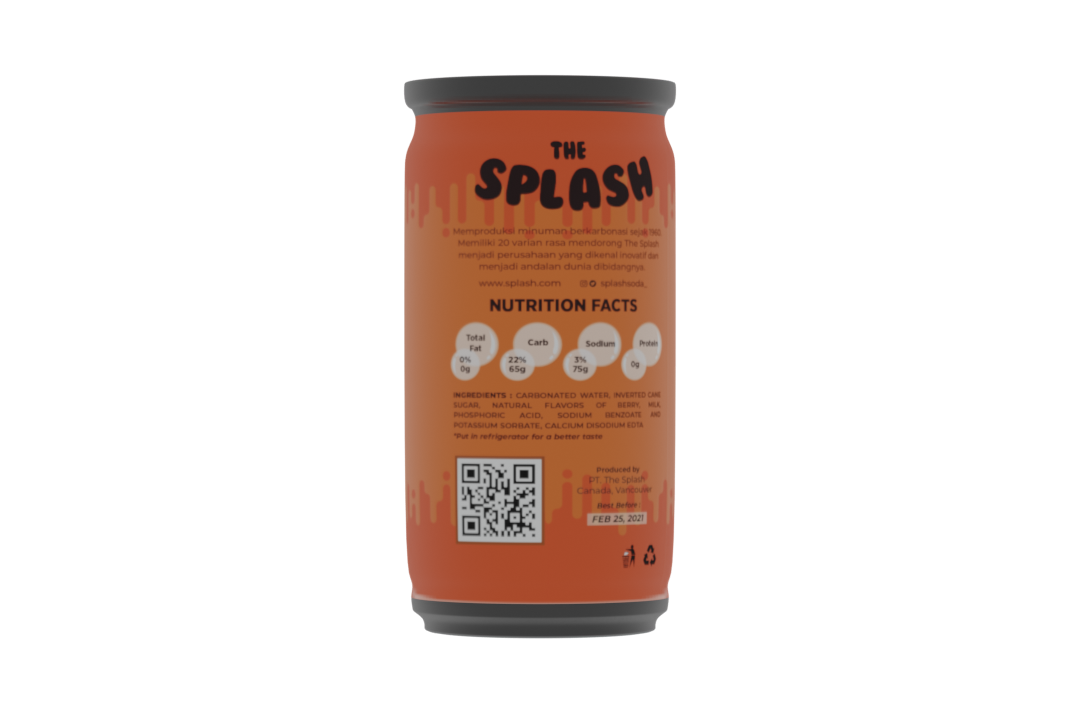 THE
SPLASH
Memproduksi minuman berkarbonasi sejak
Memiliki 20 varian rasa mendorong The Splash
menjadi perusahaan yang dikenal inovatif dan
menjadi andalan dunia dibidangnya.
www.splash.com splashsoda_
NUTRITION FACTS
Total Carb Sodium Protein
Fat
0% 22% 3%
0g 65g 75g 0g
INGREDIENTS : CARBONATED WATER, INVERTED CANE
SUGAR, NATURAL FLAVORS OF BERRY, MILK,
PHOSPHORIC ACID, SODIUM BENZOATE AND
POTASSIUM SORBATE, CALCIUM DISODIUM EDTA
*Put in refrigerator for a better taste
Produced by
PT. The Splash
Canada, Vancouver
Best Before :
FEB 25, 2021